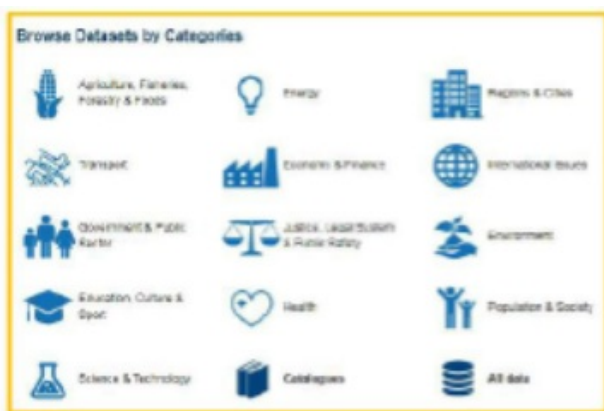 Browse Datasets by Categories
Agriculture, Fisheries,
Forestry & Foods
Energy
Regions & Cities
Transport
Economy & Finance
International Issues
Government & Public
Sector
Justice, Legal System
& Public Safety
Environment
Education, Culture &
Sport
Health
Population & Society
Science & Technology
Catalogues
All data